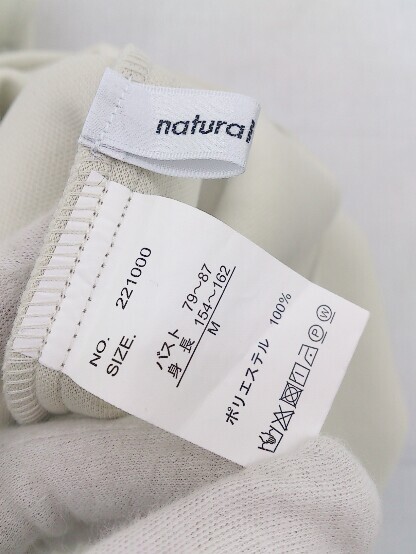 natural
NO. 221000
SIZE.
バスト 79～87
身長 154～162
M
ポリエステル 100%
P W